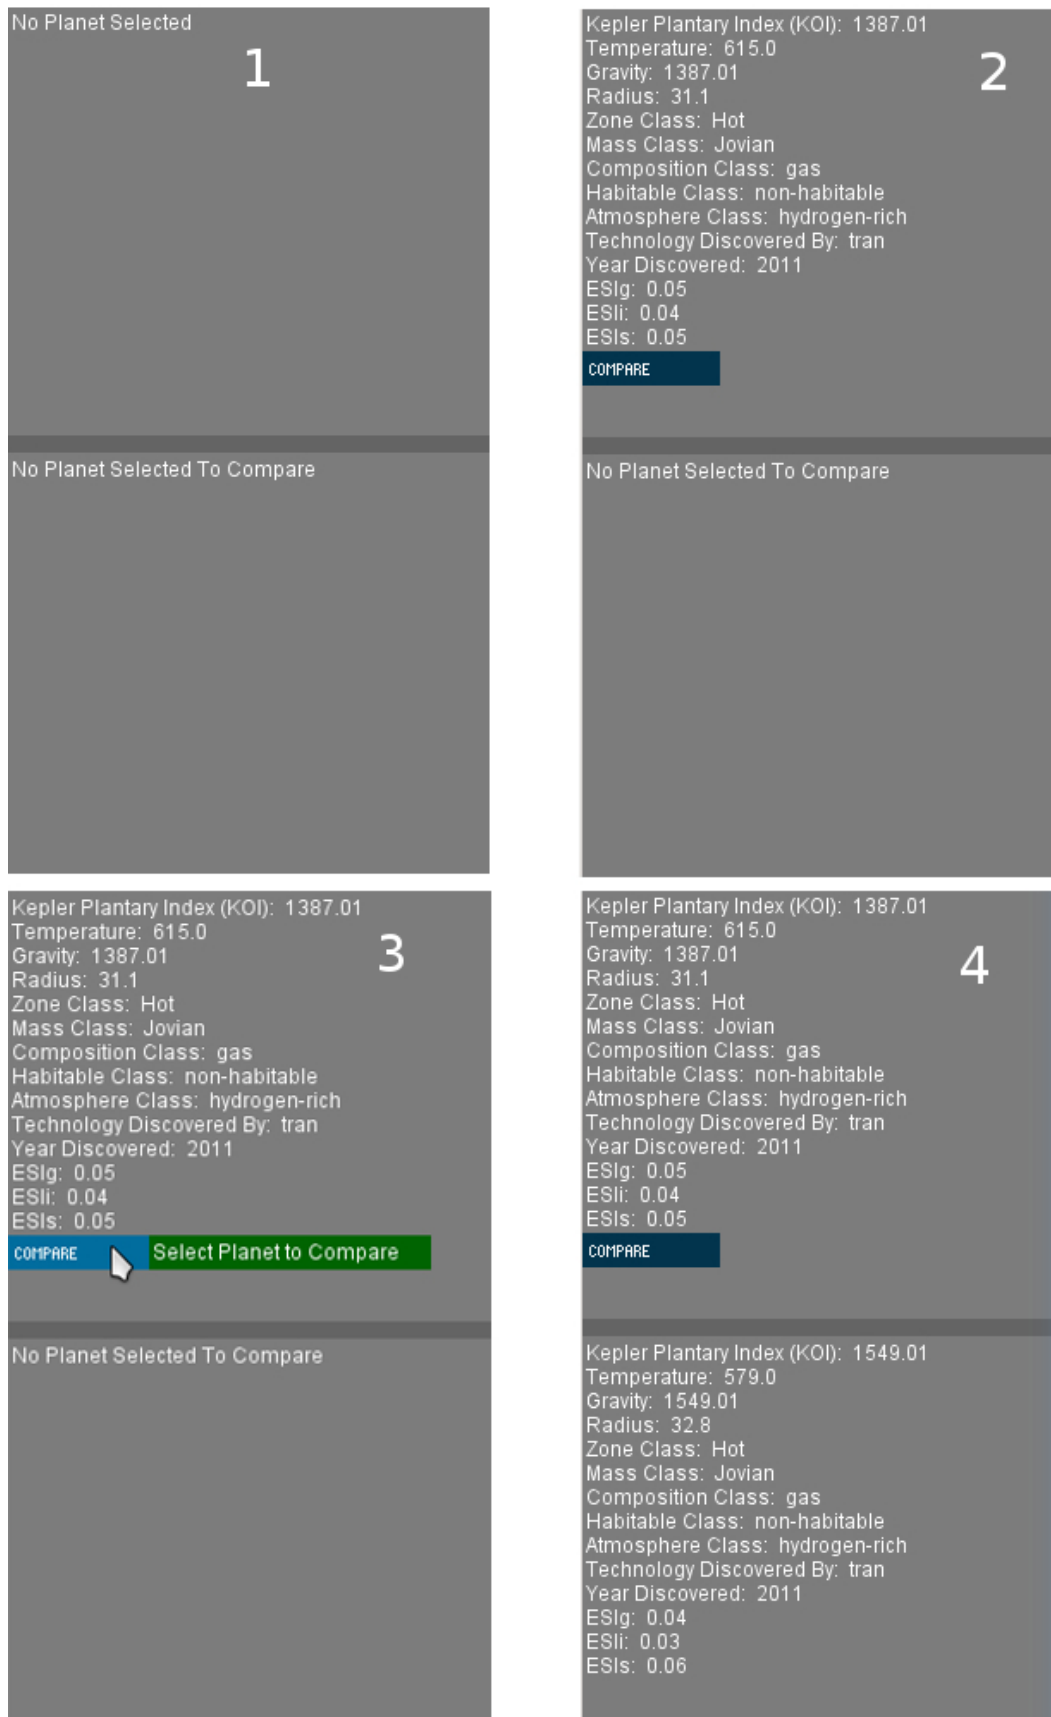 No Planet Selected
1
No Planet Selected To Compare
Kepler Plantary Index (KOI): 1387.01
2
Temperature: 615.0
Gravity: 1387.01
Radius: 31.1
Zone Class: Hot
Mass Class: Jovian
Composition Class: gas
Habitable Class: non-habitable
Atmosphere Class: hydrogen-rich
Technology Discovered By: tran
Year Discovered: 2011
ESIg: 0.05
ESIi: 0.04
ESIs: 0.05
COMPARE
No Planet Selected To Compare
Kepler Plantary Index (KOI): 1387.01
Temperature: 615.0
3
Gravity: 1387.01
Radius: 31.1
Zone Class: Hot
Mass Class: Jovian
Composition Class: gas
Habitable Class: non-habitable
Atmosphere Class: hydrogen-rich
Technology Discovered By: tran
Year Discovered: 2011
ESIg: 0.05
ESIi: 0.04
ESIs: 0.05
COMPARE Select Planet to Compare
No Planet Selected To Compare
Kepler Plantary Index (KOI): 1387.01
Temperature: 615.0
Gravity: 1387.01
4
Radius: 31.1
Zone Class: Hot
Mass Class: Jovian
Composition Class: gas
Habitable Class: non-habitable
Atmosphere Class: hydrogen-rich
Technology Discovered By: tran
Year Discovered: 2011
ESIg: 0.05
ESIi: 0.04
ESIs: 0.05
COMPARE
Kepler Plantary Index (KOI): 1549.01
Temperature: 579.0
Gravity: 1549.01
Radius: 32.8
Zone Class: Hot
Mass Class: Jovian
Composition Class: gas
Habitable Class: non-habitable
Atmosphere Class: hydrogen-rich
Technology Discovered By: tran
Year Discovered: 2011
ESIg: 0.04
ESIi: 0.03
ESIs: 0.06